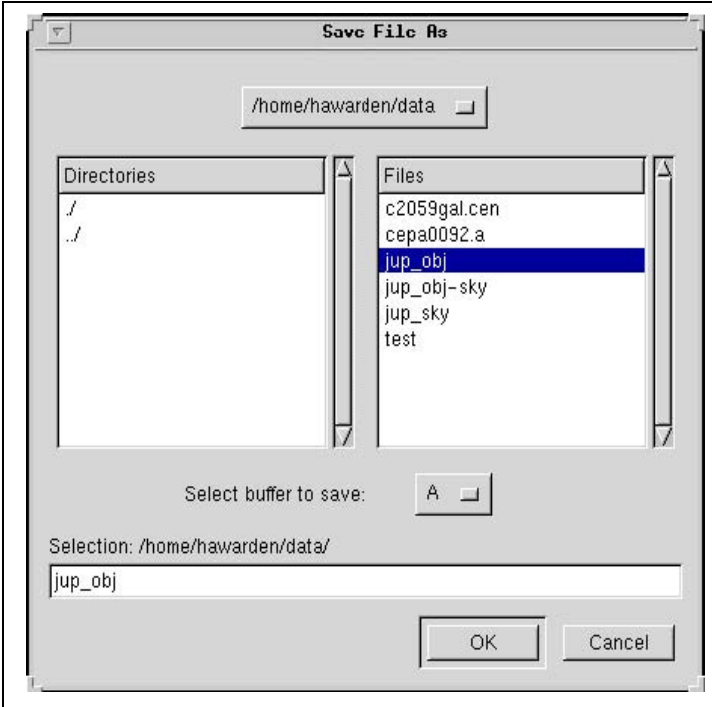 Save File As
/home/hawarden/data
Directories
./
../
Files
c2059gal.cen
cepa0092.a
jup_obj
jup_obj-sky
jup_sky
test
Select buffer to save: A
Selection: /home/hawarden/data/
jup_obj
OK Cancel